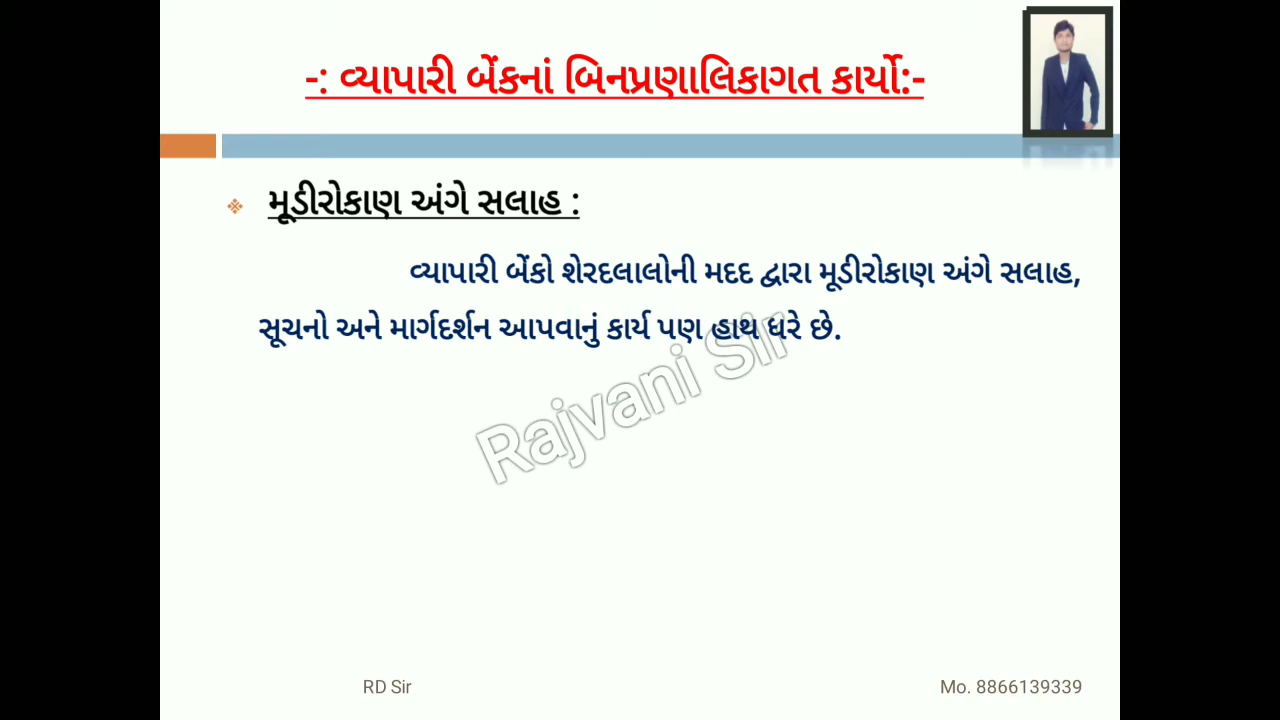 -: વ્યાપારી બેંકનાં બિનપ્રણાલિકાગત કાર્યો:-
મૂડીરોકાણ અંગે સલાહ :
વ્યાપારી બેંકો શેરદલાલોની મદદ દ્વારા મૂડીરોકાણ અંગે સલાહ,
સૂચનો અને માર્ગદર્શન આપવાનું કાર્ય પણ હાથ ધરે છે.
Rajvani Sir
RD Sir
Mo. 8866139339